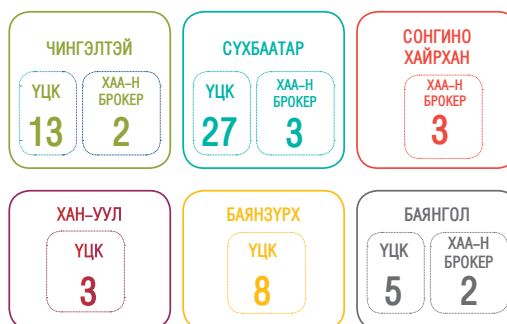 ЧИНГЭЛТЭЙ
ҮЦК
13
ХАА-Н
БРОКЕР
2
СҮХБААТАР
ҮЦК
27
ХАА-Н
БРОКЕР
3
СОНГИНО
ХАЙРХАН
ХАА-Н
БРОКЕР
3
ХАН-УУЛ
ҮЦК
3
БАЯНЗҮРХ
ҮЦК
8
БАЯНГОЛ
ҮЦК
5
ХАА-Н
БРОКЕР
2